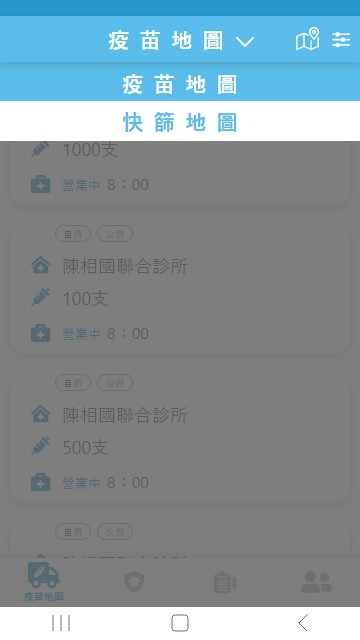 疫苗地圖
疫苗地圖
快篩地圖
1000支
營業中 8：00
自費 公費
陳相國聯合診所
100支
營業中 8：00
自費 公費
陳相國聯合診所
500支
營業中 8：00
自費 公費
疫苗地圖